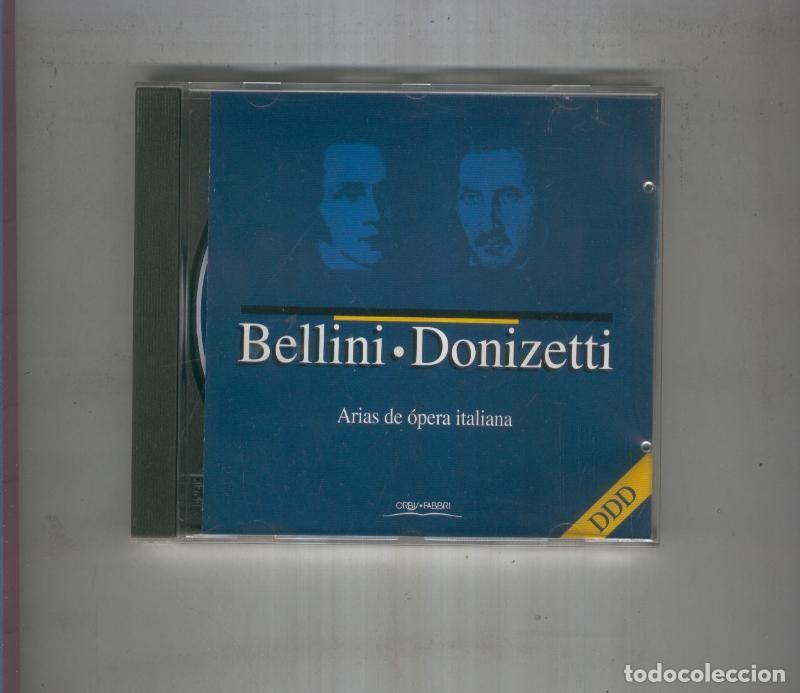 Bellini • Donizetti
Arias de ópera italiana
ORBIS • FABBRI
DDD
todocoleccion